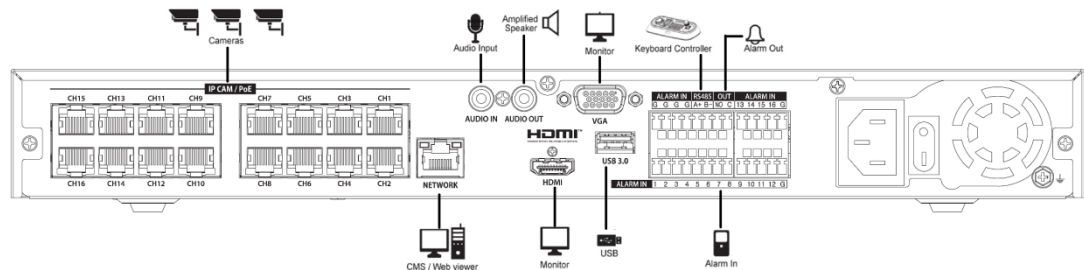 Cameras
Audio Input
Amplified
Speaker
Monitor
Keyboard Controller
Alarm Out
IP CAM / PoE
CH15 CH13 CH11 CH9 CH7 CH5 CH3 CH1
AUDIO IN AUDIO OUT
VGA
ALARM IN RS485 OUT ALARM IN
G G G G A+ B- NO C 13 14 15 16 G
HDMI
USB 3.0
CH16 CH14 CH12 CH10 CH8 CH6 CH4 CH2
NETWORK
HDMI
ALARM IN 1 2 3 4 5 6 7 8 9 10 11 12 G
CMS / Web viewer
Monitor
USB
Alarm In